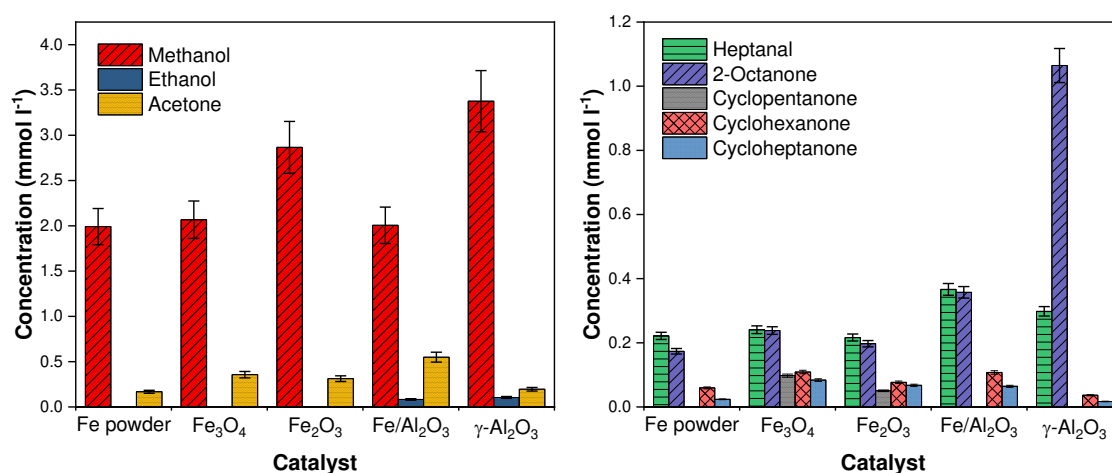 4.0
3.5
3.0
2.5
2.0
1.5
1.0
0.5
0.0
Concentration (mmol l⁻¹)
Methanol
Ethanol
Acetone
Fe powder Fe₃O₄ Fe₂O₃ Fe/Al₂O₃ γ-Al₂O₃
Catalyst
1.2
1.0
0.8
0.6
0.4
0.2
0.0
Concentration (mmol l⁻¹)
Heptanal
2-Octanone
Cyclopentanone
Cyclohexanone
Cycloheptanone
Fe powder Fe₃O₄ Fe₂O₃ Fe/Al₂O₃ γ-Al₂O₃
Catalyst